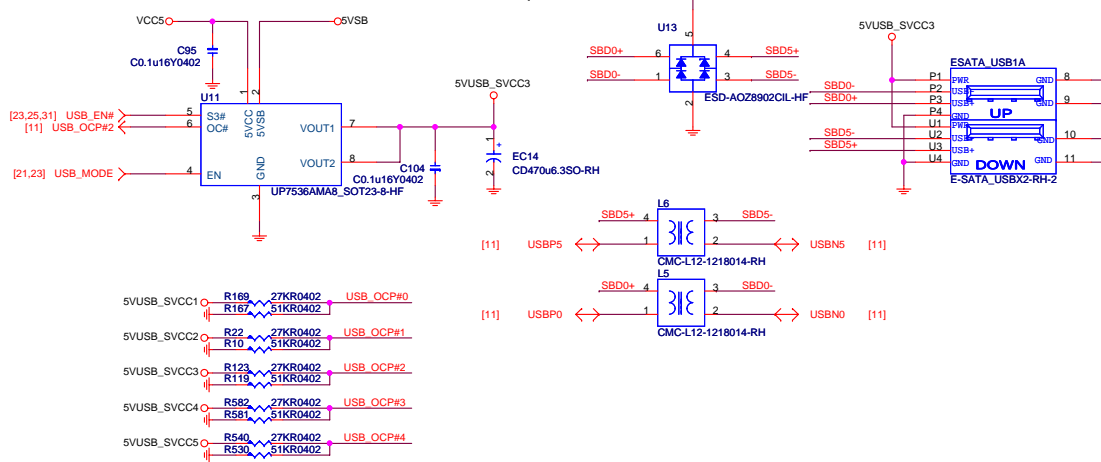 VCC5
5VSB
C95
C0.1u16Y0402
U11
1
2
[23,25,31] USB_EN#
5
S3#
5VCC
5VSB
[11] USB_OCP#2
6
OC#
VOUT1
7
VOUT2
8
[21,23] USB_MODE
4
EN
GND
3
UP7536AMA8_SOT23-8-HF
5VUSB_SVCC3
C104
C0.1u16Y0402
1
+
2
EC14
CD470u6.3SO-RH
U13
5
SBD0+
6
4
SBD5+
SBD0-
1
3
SBD5-
2
ESD-AOZ8902CIL-HF
5VUSB_SVCC3
ESATA_USB1A
P1
PWR
GND
8
SBD0-
P2
USB-
SBD0+
P3
USB+
GND
9
P4
GND
UP
U1
PWR
SBD5-
U2
USB-
GND
10
SBD5+
U3
USB+
U4
GND
DOWN
GND
11
E-SATA_USBX2-RH-2
L6
SBD5+
4
3
SBD5-
[11]
USBP5
1
2
USBN5
[11]
CMC-L12-1218014-RH
L5
SBD0+
4
3
SBD0-
[11]
USBP0
1
2
USBN0
[11]
CMC-L12-1218014-RH
5VUSB_SVCC1
R169
27KR0402
USB_OCP#0
R167
51KR0402
5VUSB_SVCC2
R22
27KR0402
USB_OCP#1
R10
51KR0402
5VUSB_SVCC3
R123
27KR0402
USB_OCP#2
R119
51KR0402
5VUSB_SVCC4
R582
27KR0402
USB_OCP#3
R581
51KR0402
5VUSB_SVCC5
R540
27KR0402
USB_OCP#4
R530
51KR0402